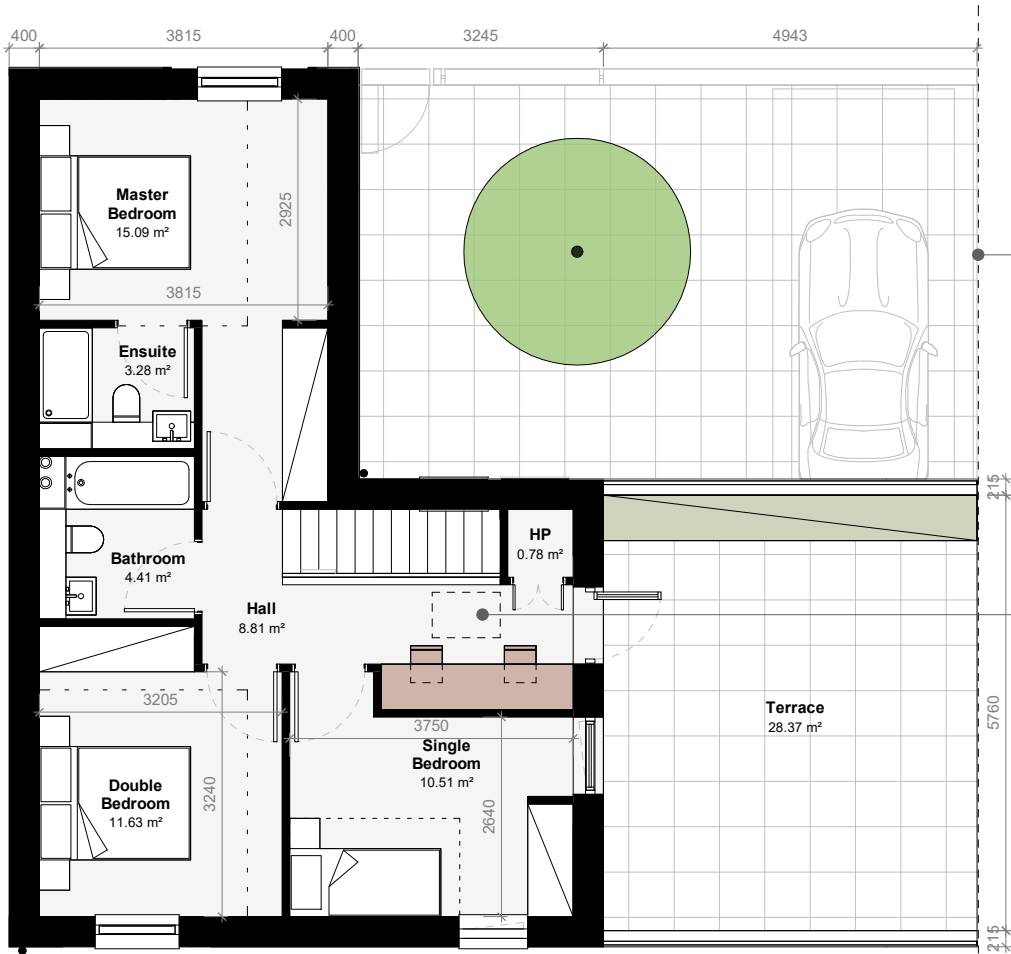 400
3815
400
3245
4943
Master
Bedroom
15.09 m²
2925
3815
Ensuite
3.28 m²
215
HP
0.78 m²
Bathroom
4.41 m²
Hall
8.81 m²
3205
3750
Terrace
28.37 m²
5760
Single
Bedroom
10.51 m²
Double
Bedroom
11.63 m²
3240
2640
215